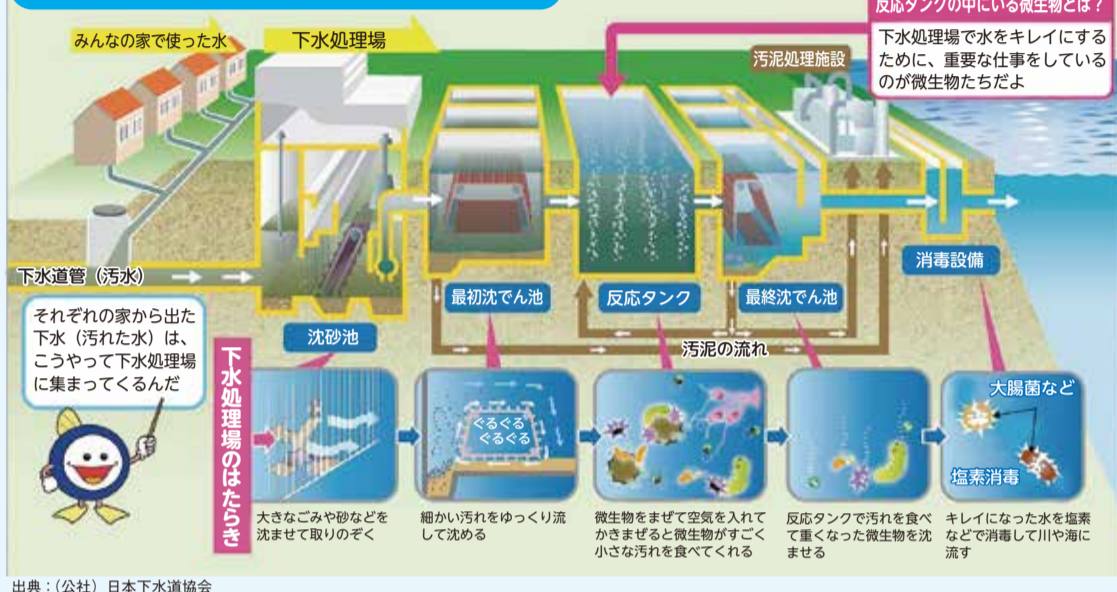 反応タンクの中にいる微生物とは?
みんなの家で使った水
下水処理場
汚泥処理施設
下水処理場で水をキレイにする
ために、重要な仕事をしている
のが微生物たちだよ
下水道管(汚水)
沈砂池
最初沈でん池
反応タンク
最終沈でん池
消毒設備
汚泥の流れ
それぞれの家から出た
下水(汚れた水)は、
こうやって下水処理場
に集まってくるんだ
下水処理場のはたらき
ぐるぐる
ぐるぐる
大腸菌など
塩素消毒
大きなごみや砂などを
沈ませて取りのぞく
細かい汚れをゆっくり流
して沈める
微生物をまぜて空気を入れて
かきまぜると微生物がすごく
小さな汚れを食べてくれる
反応タンクで汚れを食べ
て重くなった微生物を沈
ませる
キレイになった水を塩素
などで消毒して川や海に
流す
出典:(公社)日本下水道協会